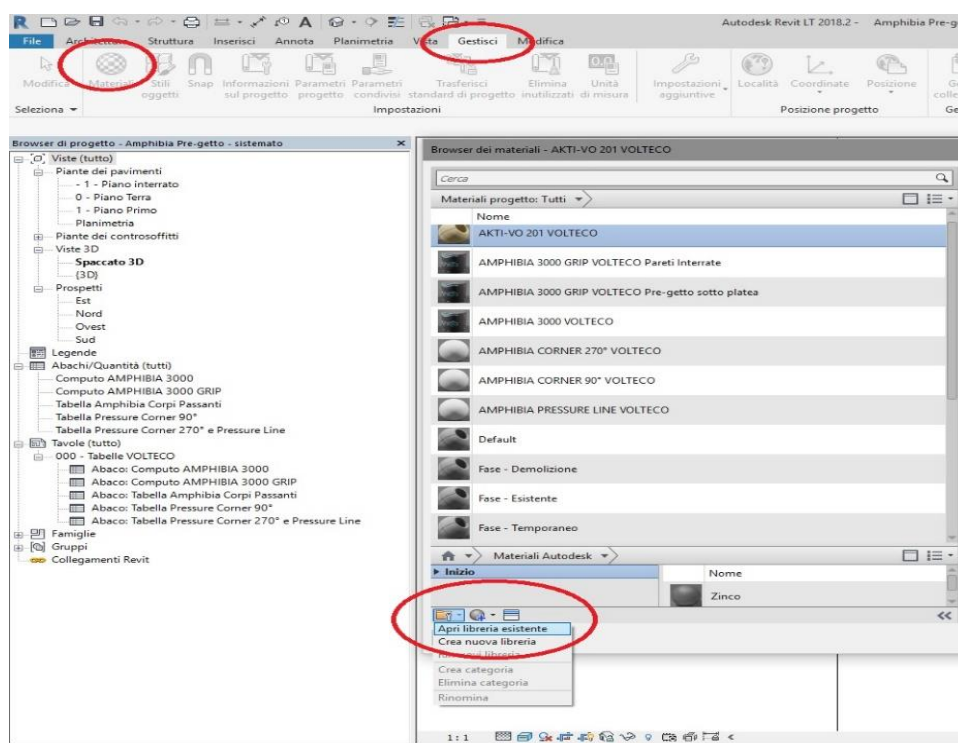 Autodesk Revit LT 2018.2 - Amphibia Pre-g
File Architettura Struttura Inserisci Annota Planimetria Vista Gestisci Modifica
Modifica Materiali Stili oggetti Snap Informazioni sul progetto Parametri progetto Parametri condivisi Trasferisci standard di progetto Elimina inutilizzati Unità di misura Impostazioni aggiuntive Località Coordinate Posizione
Seleziona Impostazioni Posizione progetto Ge
Browser di progetto - Amphibia Pre-getto - sistemato
Viste (tutto)
Piante dei pavimenti
- 1 - Piano interrato
0 - Piano Terra
1 - Piano Primo
Planimetria
Piante dei controsoffitti
Viste 3D
Spaccato 3D
{3D}
Prospetti
Est
Nord
Ovest
Sud
Legende
Abachi/Quantità (tutti)
Computo AMPHIBIA 3000
Computo AMPHIBIA 3000 GRIP
Tabella Amphibia Corpi Passanti
Tabella Pressure Corner 90°
Tabella Pressure Corner 270° e Pressure Line
Tavole (tutto)
000 - Tabelle VOLTECO
Abaco: Computo AMPHIBIA 3000
Abaco: Computo AMPHIBIA 3000 GRIP
Abaco: Tabella Amphibia Corpi Passanti
Abaco: Tabella Pressure Corner 90°
Abaco: Tabella Pressure Corner 270° e Pressure Line
Famiglie
Gruppi
Collegamenti Revit
Browser dei materiali - AKTI-VO 201 VOLTECO
Cerca
Materiali progetto: Tutti
Nome
AKTI-VO 201 VOLTECO
AMPHIBIA 3000 GRIP VOLTECO Pareti Interrate
AMPHIBIA 3000 GRIP VOLTECO Pre-getto sotto platea
AMPHIBIA 3000 VOLTECO
AMPHIBIA CORNER 270° VOLTECO
AMPHIBIA CORNER 90° VOLTECO
AMPHIBIA PRESSURE LINE VOLTECO
Default
Fase - Demolizione
Fase - Esistente
Fase - Temporaneo
Materiali Autodesk
Inizio
Nome
Zinco
Apri libreria esistente
Crea nuova libreria
Crea categoria
Elimina categoria
Rinomina
1 : 1